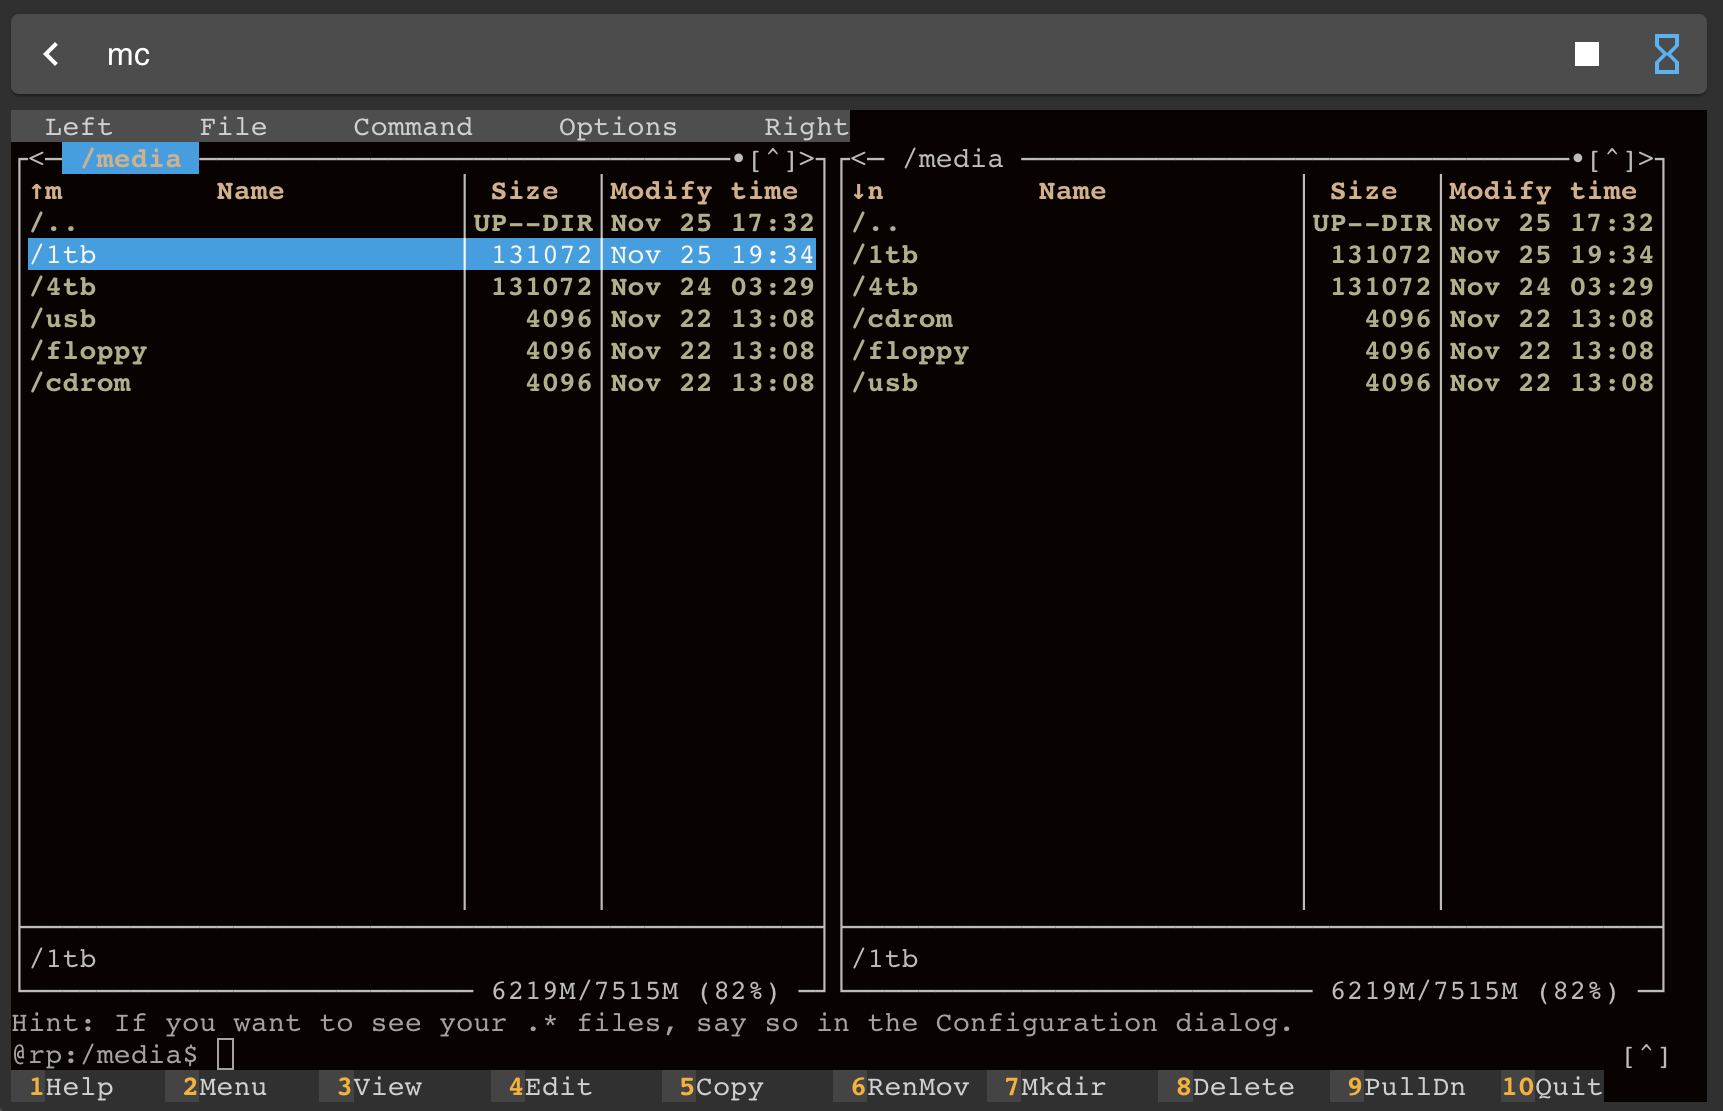 mc
Left File Command Options Right
<─ /media ─•[^]>
↑m Name Size Modify time
/.. UP--DIR Nov 25 17:32
/1tb 131072 Nov 25 19:34
/4tb 131072 Nov 24 03:29
/usb 4096 Nov 22 13:08
/floppy 4096 Nov 22 13:08
/cdrom 4096 Nov 22 13:08
/1tb
6219M/7515M (82%)
<─ /media ─•[^]>
↓n Name Size Modify time
/.. UP--DIR Nov 25 17:32
/1tb 131072 Nov 25 19:34
/4tb 131072 Nov 24 03:29
/cdrom 4096 Nov 22 13:08
/floppy 4096 Nov 22 13:08
/usb 4096 Nov 22 13:08
/1tb
6219M/7515M (82%)
Hint: If you want to see your .* files, say so in the Configuration dialog.
@rp:/media$ [^]
1Help 2Menu 3View 4Edit 5Copy 6RenMov 7Mkdir 8Delete 9PullDn 10Quit